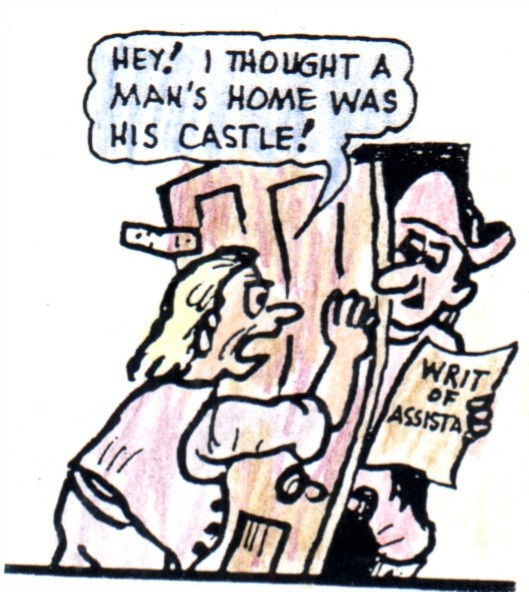 HEY! I THOUGHT A
MAN'S HOME WAS
HIS CASTLE!
WRIT
OF
ASSISTA